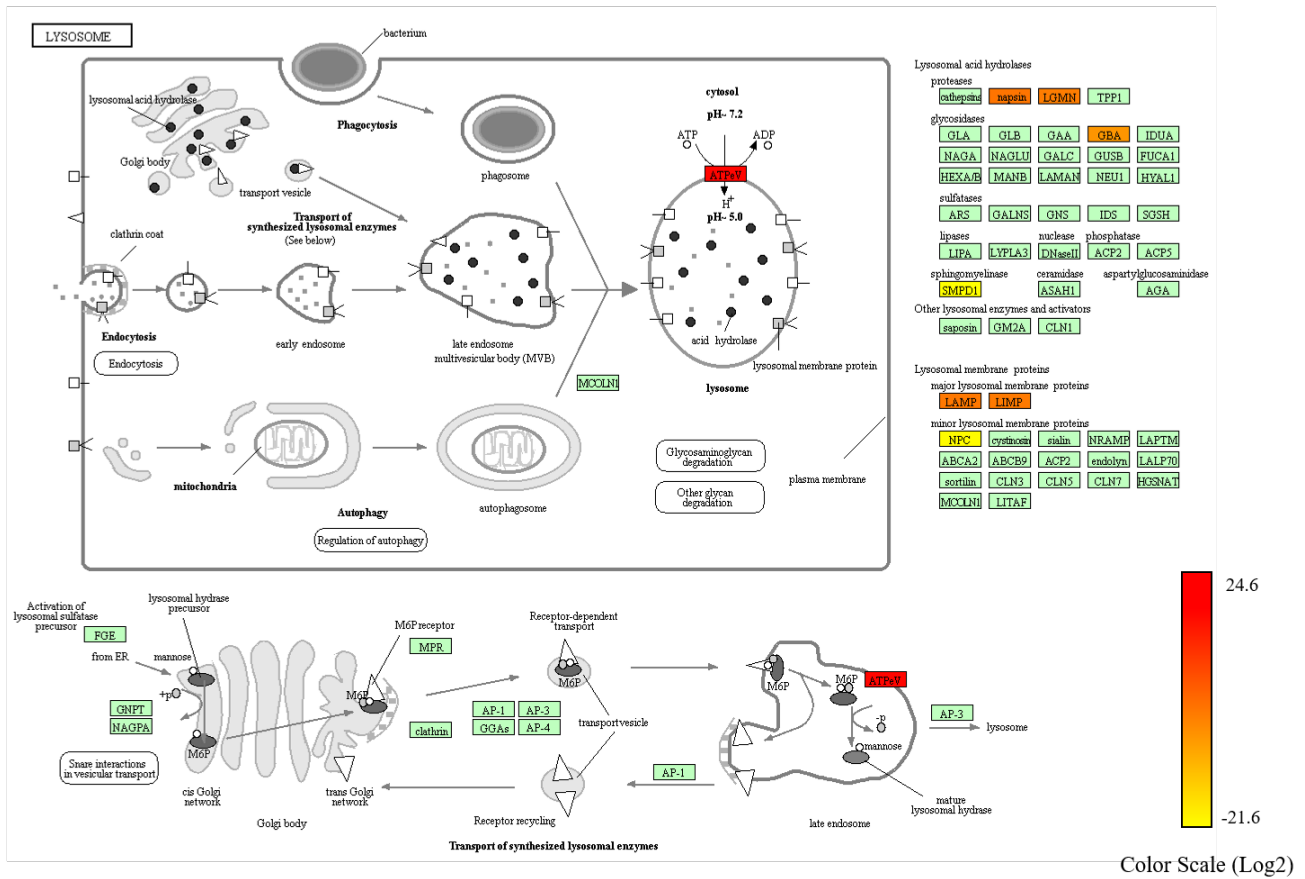 LYSOSOME
bacterium
lysosomal acid hydrolase
Phagocytosis
Golgi body
transport vesicle
phagosome
Transport of
synthesized lysosomal enzymes
(See below)
clathrin coat
Endocytosis
Endocytosis
early endosome
late endosome
multivesicular body (MVB)
MCOLN1
cytosol
pH~ 7.2
ATP
ADP
ATPeV
H+
pH~ 5.0
acid hydrolase
lysosomal membrane protein
lysosome
mitochondria
Autophagy
Regulation of autophagy
autophagosome
Glycosaminoglycan
degradation
Other glycan
degradation
plasma membrane
Lysosomal acid hydrolases
proteases
cathepsins napsin LGMN TPP1
glycosidases
GLA GLB GAA GBA IDUA
NAGA NAGLU GALC GUSB FUCA1
HEXA/B MANB LAMAN NEU1 HYAL1
sulfatases
ARS GALNS GNS IDS SGSH
lipases nuclease phosphatase
LIPA LYPLA3 DNaseII ACP2 ACP5
sphingomyelinase ceramidase aspartylglucosaminidase
SMPD1 ASAH1 AGA
Other lysosomal enzymes and activators
saposin GM2A CLN1
Lysosomal membrane proteins
major lysosomal membrane proteins
LAMP LIMP
minor lysosomal membrane proteins
NPC cystinosin sialin NRAMP LAPTM
ABCA2 ABCB9 ACP2 endolyn LALP70
sortilin CLN3 CLN5 CLN7 HGSNAT
MCOLN1 LITAF
Activation of
lysosomal sulfatase
precursor
FGE
lysosomal hydrase
precursor
from ER
mannose
+p
GNPT
NAGPA
M6P
Snare interactions
in vesicular transport
cis Golgi
network
trans Golgi
network
Golgi body
M6P receptor
MPR
M6P
clathrin
AP-1 AP-3
GGAs AP-4
Receptor-dependent
transport
M6P
transport vesicle
Receptor recycling
AP-1
M6P
M6P
ATPeV
-p
mannose
AP-3
lysosome
mature
lysosomal hydrase
late endosome
Transport of synthesized lysosomal enzymes
24.6
-21.6
Color Scale (Log2)